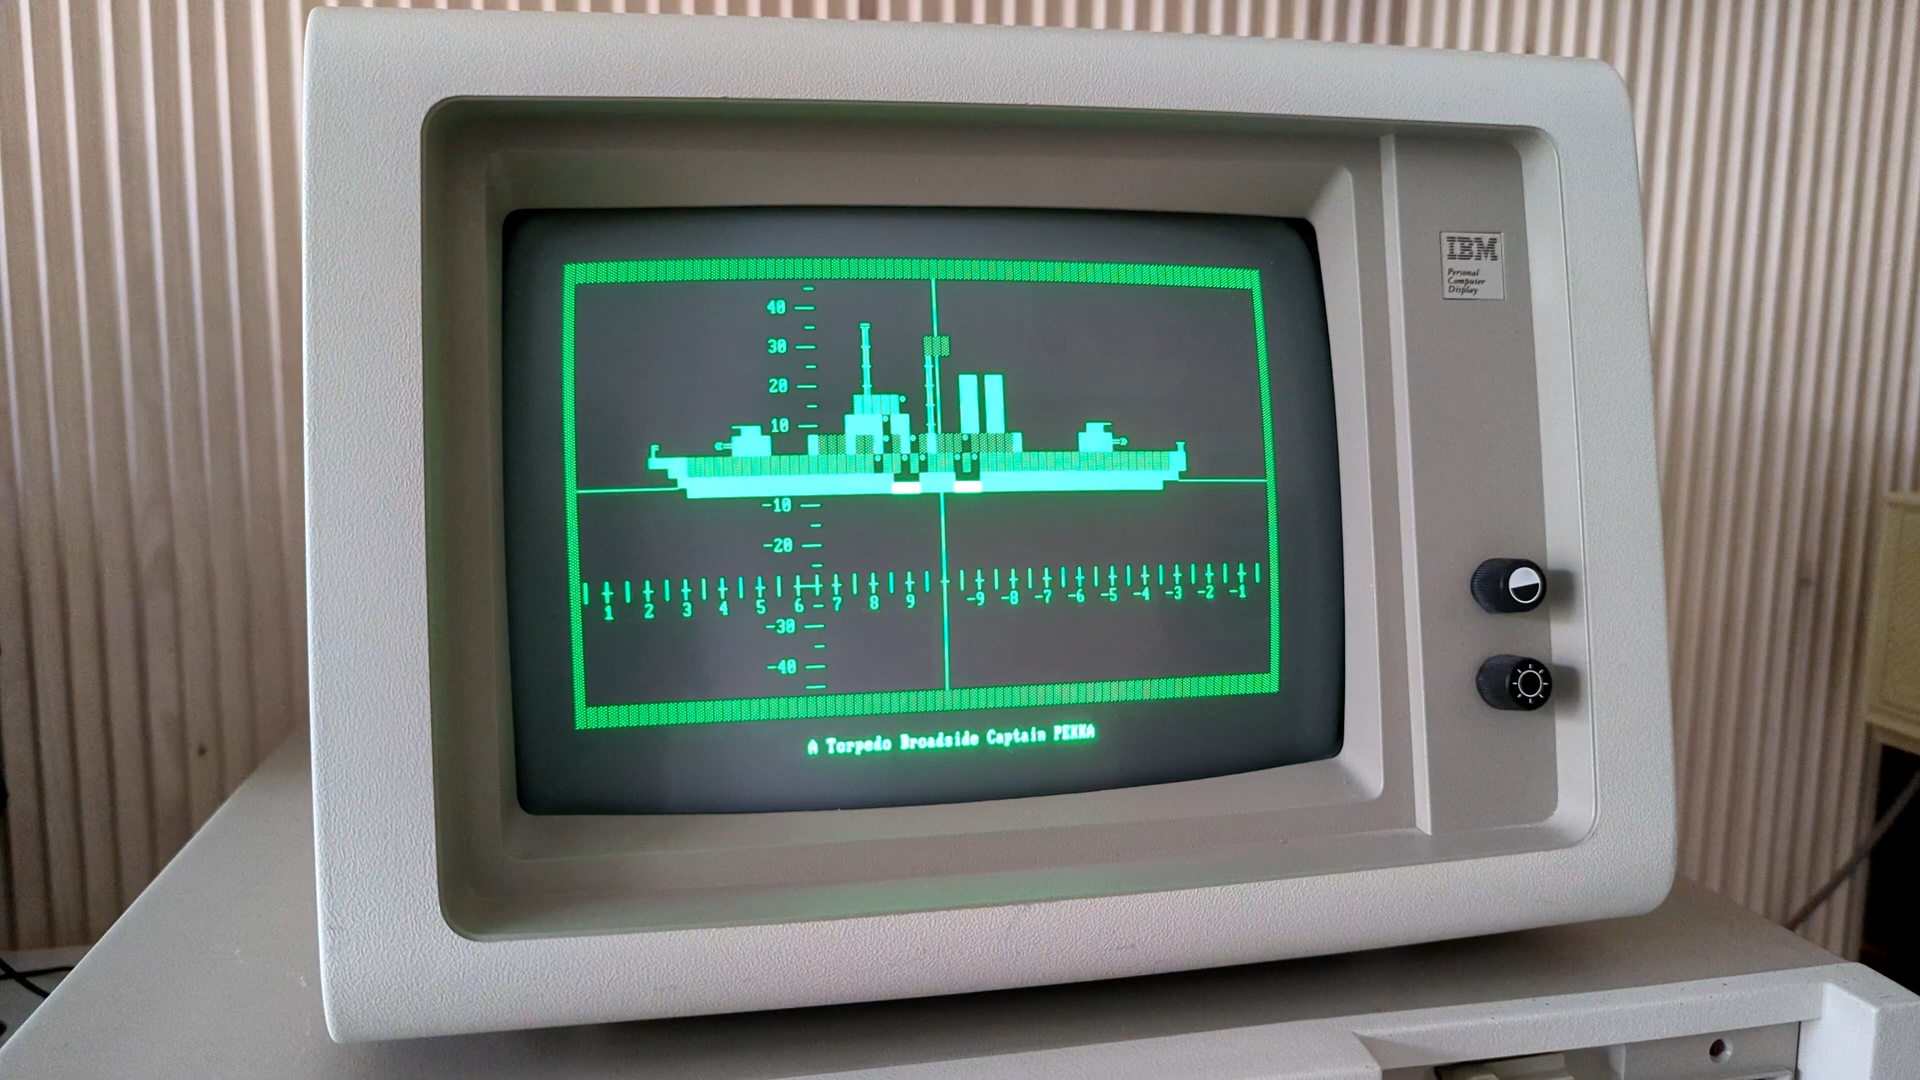 IBM
Personal
Computer
Display
40
30
20
10
-10
-20
1 2 3 4 5 6 7 8 9 -9 -8 -7 -6 -5 -4 -3 -2 -1
-30
-40
A Torpedo Broadside Captain PEKKA